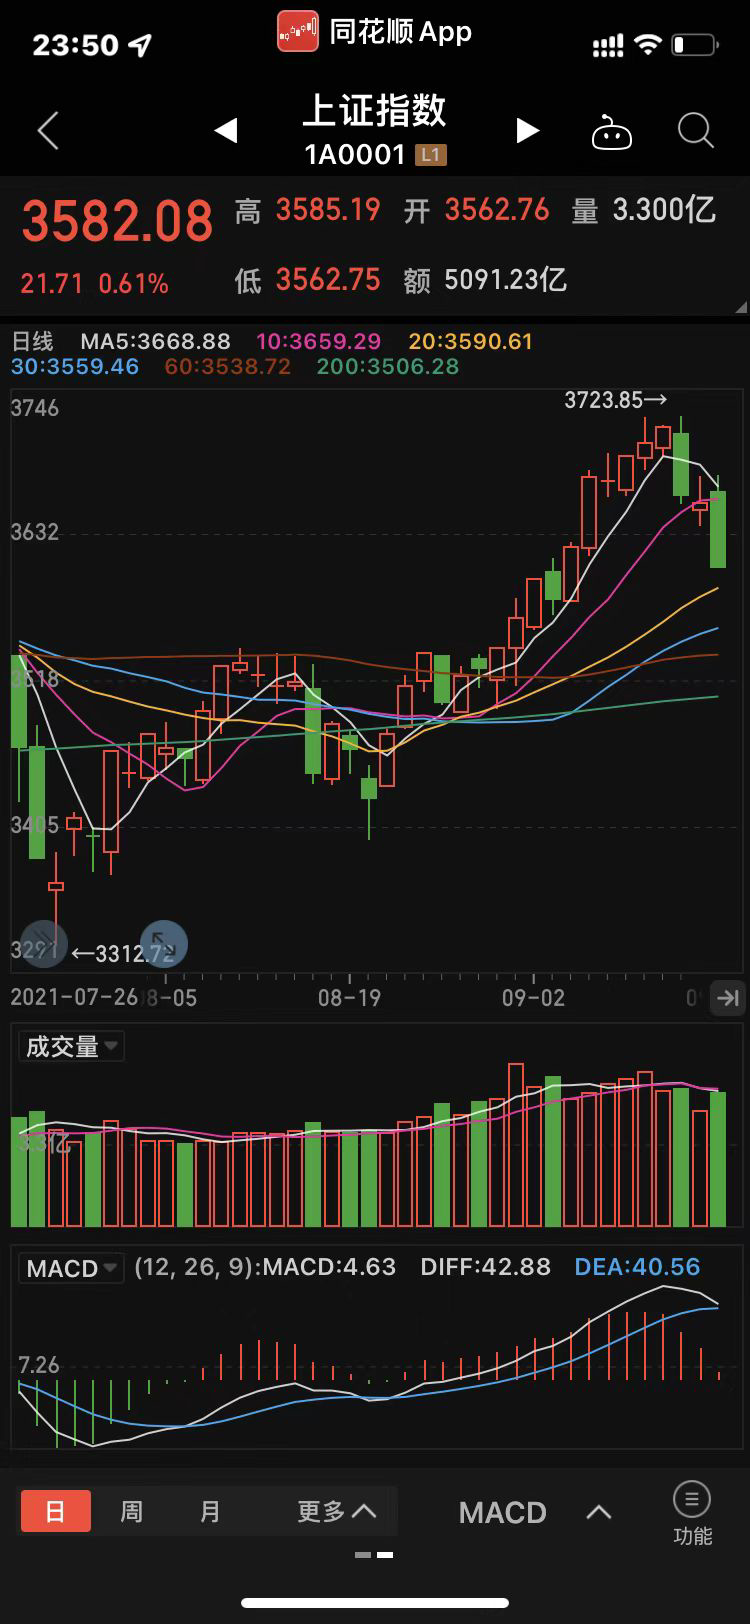 23:50
同花顺App
上证指数
1A0001 L1
3582.08 高 3585.19 开 3562.76 量 3.300亿
21.71 0.61% 低 3562.75 额 5091.23亿
日线 MA5:3668.88 10:3659.29 20:3590.61
30:3559.46 60:3538.72 200:3506.28
3746
3723.85→
3632
3518
3405
3291 ←3312.72
2021-07-26 8-05 08-19 09-02 0
成交量
3.3亿
MACD (12, 26, 9):MACD:4.63 DIFF:42.88 DEA:40.56
7.26
日 周 月 更多 MACD
功能